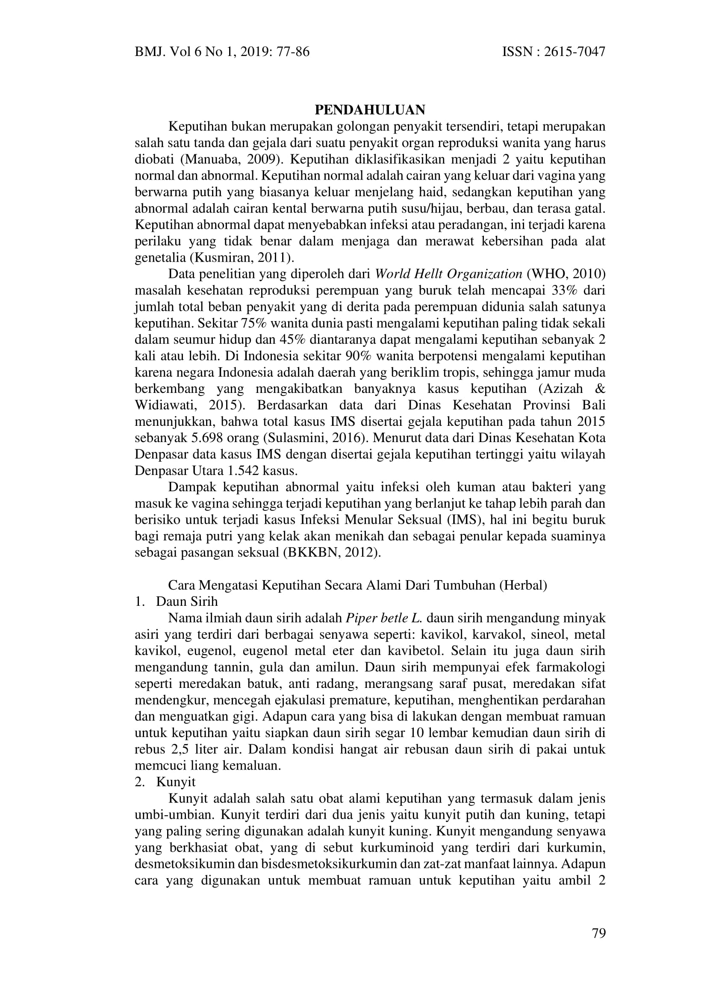 BMJ. Vol 6 No 1, 2019: 77-86 ISSN : 2615-7047
PENDAHULUAN
Keputihan bukan merupakan golongan penyakit tersendiri, tetapi merupakan
salah satu tanda dan gejala dari suatu penyakit organ reproduksi wanita yang harus
diobati (Manuaba, 2009). Keputihan diklasifikasikan menjadi 2 yaitu keputihan
normal dan abnormal. Keputihan normal adalah cairan yang keluar dari vagina yang
berwarna putih yang biasanya keluar menjelang haid, sedangkan keputihan yang
abnormal adalah cairan kental berwarna putih susu/hijau, berbau, dan terasa gatal.
Keputihan abnormal dapat menyebabkan infeksi atau peradangan, ini terjadi karena
perilaku yang tidak benar dalam menjaga dan merawat kebersihan pada alat
genetalia (Kusmiran, 2011).
Data penelitian yang diperoleh dari World Hellt Organization (WHO, 2010)
masalah kesehatan reproduksi perempuan yang buruk telah mencapai 33% dari
jumlah total beban penyakit yang di derita pada perempuan didunia salah satunya
keputihan. Sekitar 75% wanita dunia pasti mengalami keputihan paling tidak sekali
dalam seumur hidup dan 45% diantaranya dapat mengalami keputihan sebanyak 2
kali atau lebih. Di Indonesia sekitar 90% wanita berpotensi mengalami keputihan
karena negara Indonesia adalah daerah yang beriklim tropis, sehingga jamur muda
berkembang yang mengakibatkan banyaknya kasus keputihan (Azizah &
Widiawati, 2015). Berdasarkan data dari Dinas Kesehatan Provinsi Bali
menunjukkan, bahwa total kasus IMS disertai gejala keputihan pada tahun 2015
sebanyak 5.698 orang (Sulasmini, 2016). Menurut data dari Dinas Kesehatan Kota
Denpasar data kasus IMS dengan disertai gejala keputihan tertinggi yaitu wilayah
Denpasar Utara 1.542 kasus.
Dampak keputihan abnormal yaitu infeksi oleh kuman atau bakteri yang
masuk ke vagina sehingga terjadi keputihan yang berlanjut ke tahap lebih parah dan
berisiko untuk terjadi kasus Infeksi Menular Seksual (IMS), hal ini begitu buruk
bagi remaja putri yang kelak akan menikah dan sebagai penular kepada suaminya
sebagai pasangan seksual (BKKBN, 2012).
Cara Mengatasi Keputihan Secara Alami Dari Tumbuhan (Herbal)
1. Daun Sirih
Nama ilmiah daun sirih adalah Piper betle L. daun sirih mengandung minyak
asiri yang terdiri dari berbagai senyawa seperti: kavikol, karvakol, sineol, metal
kavikol, eugenol, eugenol metal eter dan kavibetol. Selain itu juga daun sirih
mengandung tannin, gula dan amilun. Daun sirih mempunyai efek farmakologi
seperti meredakan batuk, anti radang, merangsang saraf pusat, meredakan sifat
mendengkur, mencegah ejakulasi premature, keputihan, menghentikan perdarahan
dan menguatkan gigi. Adapun cara yang bisa di lakukan dengan membuat ramuan
untuk keputihan yaitu siapkan daun sirih segar 10 lembar kemudian daun sirih di
rebus 2,5 liter air. Dalam kondisi hangat air rebusan daun sirih di pakai untuk
memcuci liang kemaluan.
2. Kunyit
Kunyit adalah salah satu obat alami keputihan yang termasuk dalam jenis
umbi-umbian. Kunyit terdiri dari dua jenis yaitu kunyit putih dan kuning, tetapi
yang paling sering digunakan adalah kunyit kuning. Kunyit mengandung senyawa
yang berkhasiat obat, yang di sebut kurkuminoid yang terdiri dari kurkumin,
desmetoksikumin dan bisdesmetoksikurkumin dan zat-zat manfaat lainnya. Adapun
cara yang digunakan untuk membuat ramuan untuk keputihan yaitu ambil 2
79